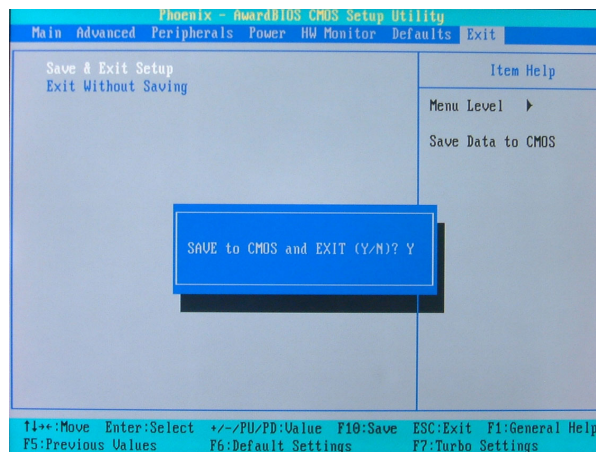 Phoenix - AwardBIOS CMOS Setup Utility
Main Advanced Peripherals Power HW Monitor Defaults Exit
Save & Exit Setup
Exit Without Saving
Item Help
Menu Level ▶
Save Data to CMOS
SAVE to CMOS and EXIT (Y/N)? Y
↑↓→←:Move Enter:Select +/-/PU/PD:Value F10:Save ESC:Exit F1:General Help
F5:Previous Values F6:Default Settings F7:Turbo Settings